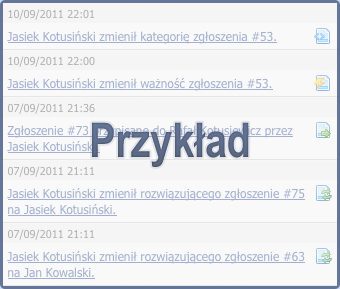 10/09/2011 22:01
Jasiek Kotusiński zmienił kategorię zgłoszenia #53.
10/09/2011 22:00
Jasiek Kotusiński zmienił ważność zgłoszenia #53.
07/09/2011 21:36
Zgłoszenie #73 przypisane do Rafał Kotusiewicz przez
Jasiek Kotusiński.
Przykład
07/09/2011 21:11
Jasiek Kotusiński zmienił rozwiązującego zgłoszenie #75
na Jasiek Kotusiński.
07/09/2011 21:11
Jasiek Kotusiński zmienił rozwiązującego zgłoszenie #63
na Jan Kowalski.